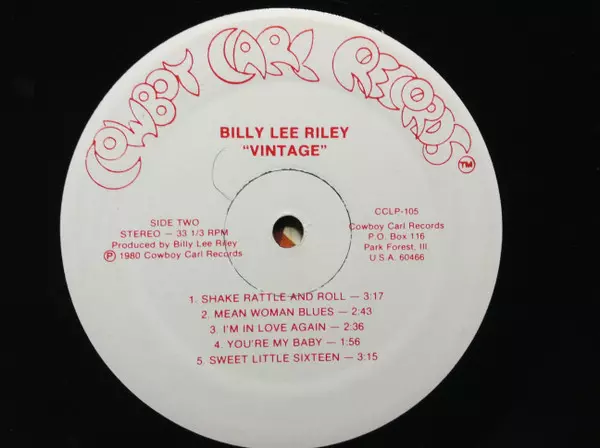 COWBOY CARL RECORDS TM
BILLY LEE RILEY
"VINTAGE"
SIDE TWO
STEREO — 33 1/3 RPM
Produced by Billy Lee Riley
Ⓟ 1980 Cowboy Carl Records
CCLP-105
Cowboy Carl Records
P.O. Box 116
Park Forest, Ill.
U.S.A. 60466
1. SHAKE RATTLE AND ROLL — 3:17
2. MEAN WOMAN BLUES — 2:43
3. I'M IN LOVE AGAIN — 2:36
4. YOU'RE MY BABY — 1:56
5. SWEET LITTLE SIXTEEN — 3:15